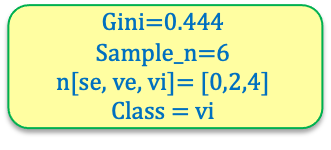 Gini=0.444
Sample_n=6
n[se, ve, vi]= [0,2,4]
Class = vi